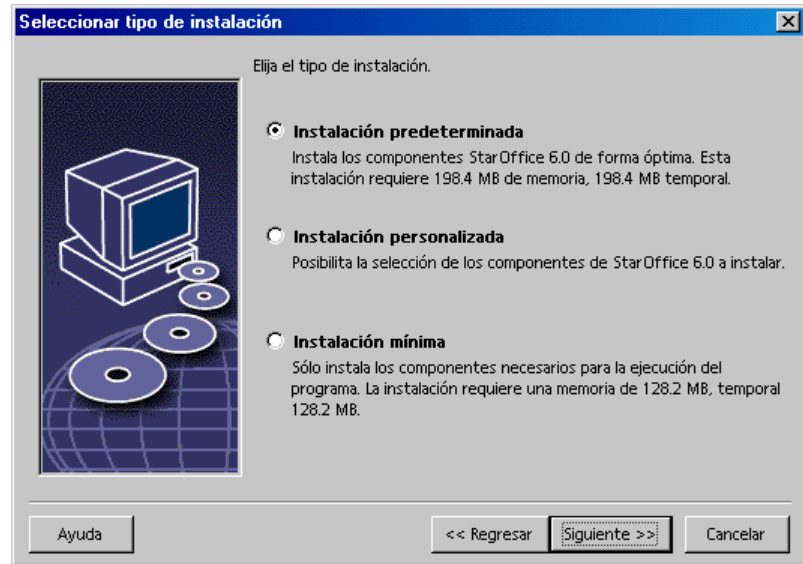 Seleccionar tipo de instalación
Elija el tipo de instalación.
Instalación predeterminada
Instala los componentes StarOffice 6.0 de forma óptima. Esta
instalación requiere 198.4 MB de memoria, 198.4 MB temporal.
Instalación personalizada
Posibilita la selección de los componentes de StarOffice 6.0 a instalar.
Instalación mínima
Sólo instala los componentes necesarios para la ejecución del
programa. La instalación requiere una memoria de 128.2 MB, temporal
128.2 MB.
Ayuda
<< Regresar
Siguiente >>
Cancelar